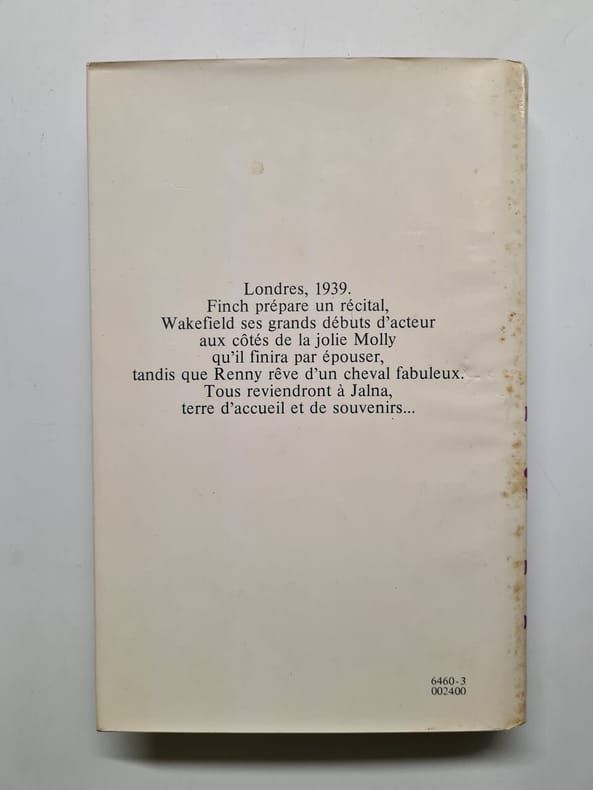 Londres, 1939.
Finch prépare un récital,
Wakefield ses grands débuts d'acteur
aux côtés de la jolie Molly
qu'il finira par épouser,
tandis que Renny rêve d'un cheval fabuleux.
Tous reviendront à Jalna,
terre d'accueil et de souvenirs...
6460-3
002400